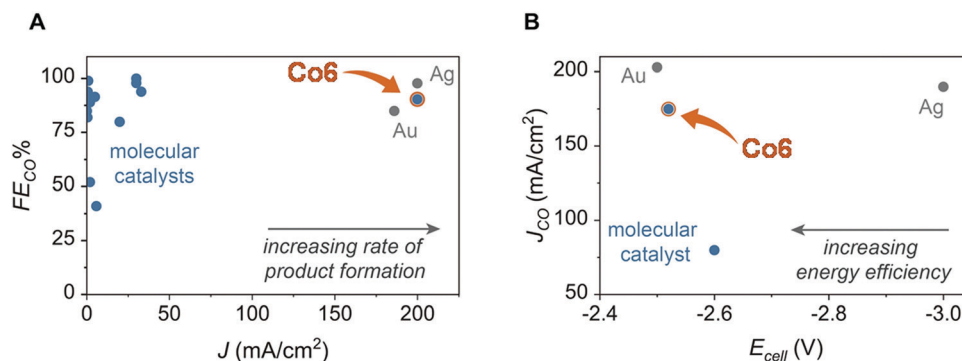 A
100
75
50
25
0
FE_CO%
Co6
Ag
Au
molecular
catalysts
increasing rate of
product formation
0
50
100
150
200
J (mA/cm²)
B
200
150
100
50
J_CO (mA/cm²)
Au
Co6
Ag
molecular
catalyst
increasing
energy efficiency
-2.4
-2.6
-2.8
-3.0
E_cell (V)